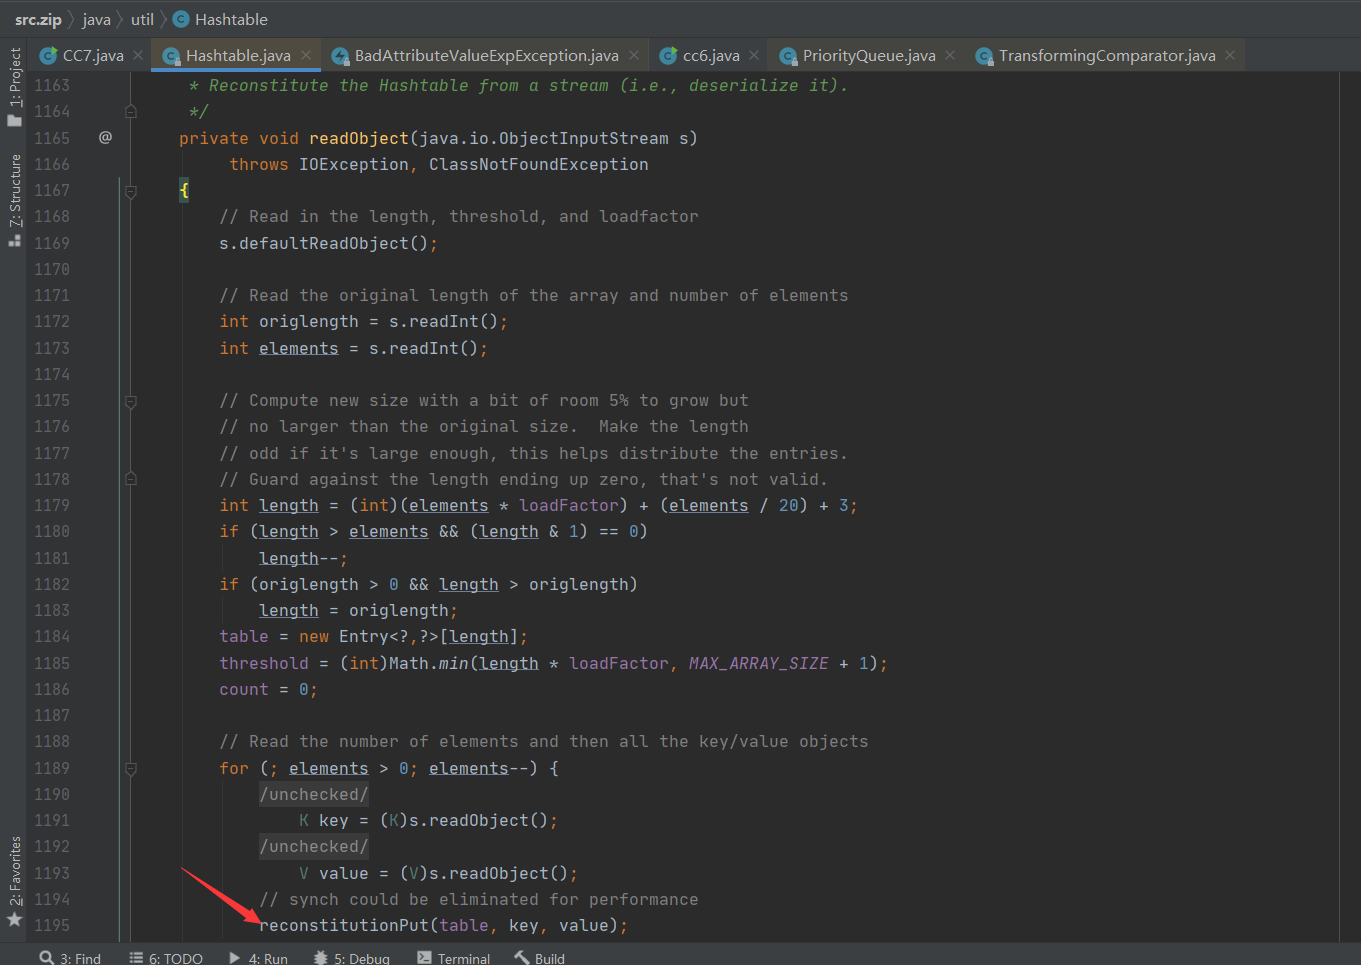 src.zip java util Hashtable
CC7.java Hashtable.java BadAttributeValueExpException.java cc6.java PriorityQueue.java TransformingComparator.java
1: Project
7: Structure
2: Favorites
1163 * Reconstitute the Hashtable from a stream (i.e., deserialize it).
1164 */
1165 @ private void readObject(java.io.ObjectInputStream s)
1166 throws IOException, ClassNotFoundException
1167 {
1168 // Read in the length, threshold, and loadfactor
1169 s.defaultReadObject();
1170
1171 // Read the original length of the array and number of elements
1172 int origlength = s.readInt();
1173 int elements = s.readInt();
1174
1175 // Compute new size with a bit of room 5% to grow but
1176 // no larger than the original size.  Make the length
1177 // odd if it's large enough, this helps distribute the entries.
1178 // Guard against the length ending up zero, that's not valid.
1179 int length = (int)(elements * loadFactor) + (elements / 20) + 3;
1180 if (length > elements && (length & 1) == 0)
1181 length--;
1182 if (origlength > 0 && length > origlength)
1183 length = origlength;
1184 table = new Entry<?,?>[length];
1185 threshold = (int)Math.min(length * loadFactor, MAX_ARRAY_SIZE + 1);
1186 count = 0;
1187
1188 // Read the number of elements and then all the key/value objects
1189 for (; elements > 0; elements--) {
1190 /unchecked/
1191 K key = (K)s.readObject();
1192 /unchecked/
1193 V value = (V)s.readObject();
1194 // synch could be eliminated for performance
1195 reconstitutionPut(table, key, value);
3: Find 6: TODO 4: Run 5: Debug Terminal Build